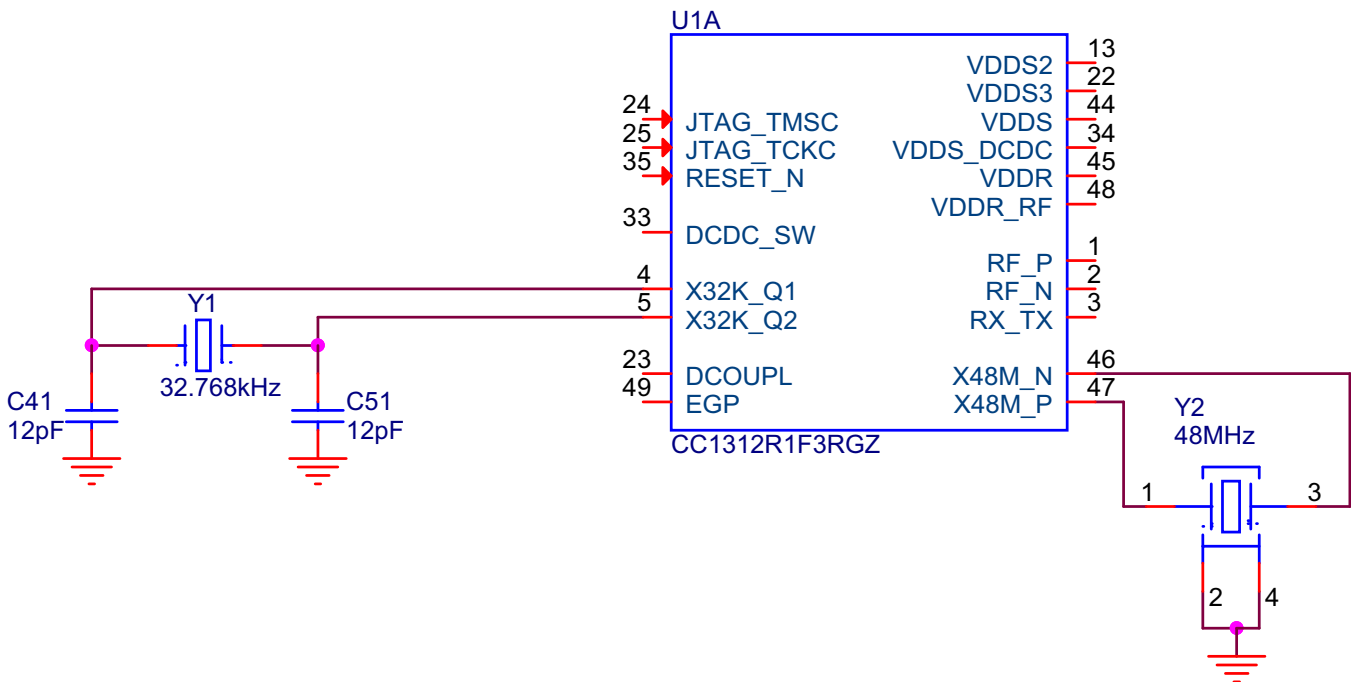 U1A
24
JTAG_TMSC
25
JTAG_TCKC
35
RESET_N
33
DCDC_SW
4
X32K_Q1
5
X32K_Q2
23
DCOUPL
49
EGP
VDDS2
13
VDDS3
22
VDDS
44
VDDS_DCDC
34
VDDR
45
VDDR_RF
48
RF_P
1
RF_N
2
RX_TX
3
X48M_N
46
X48M_P
47
CC1312R1F3RGZ
Y1
32.768kHz
C41
12pF
C51
12pF
Y2
48MHz
1
3
2
4